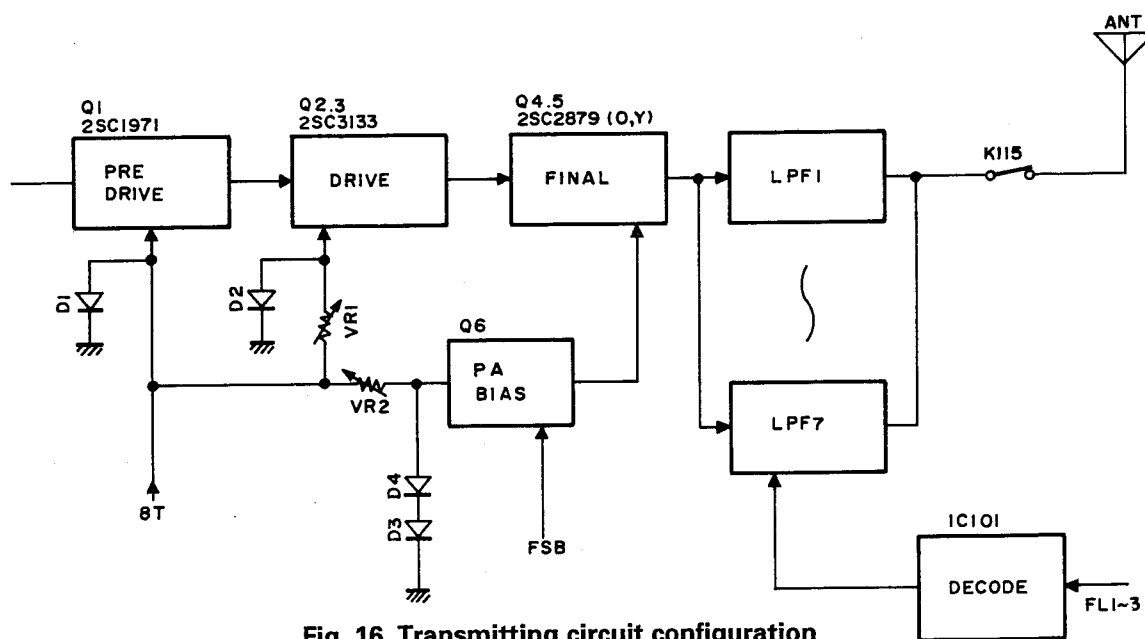 ANT
Q1
2SC1971
PRE
DRIVE
Q2.3
2SC3133
DRIVE
Q4.5
2SC2879 (O,Y)
FINAL
LPF1
K115
D1
D2
VR1
VR2
Q6
PA
BIAS
LPF7
8T
D4
D3
FSB
IC101
DECODE
FL1~3
Fig. 16 Transmitting circuit configuration